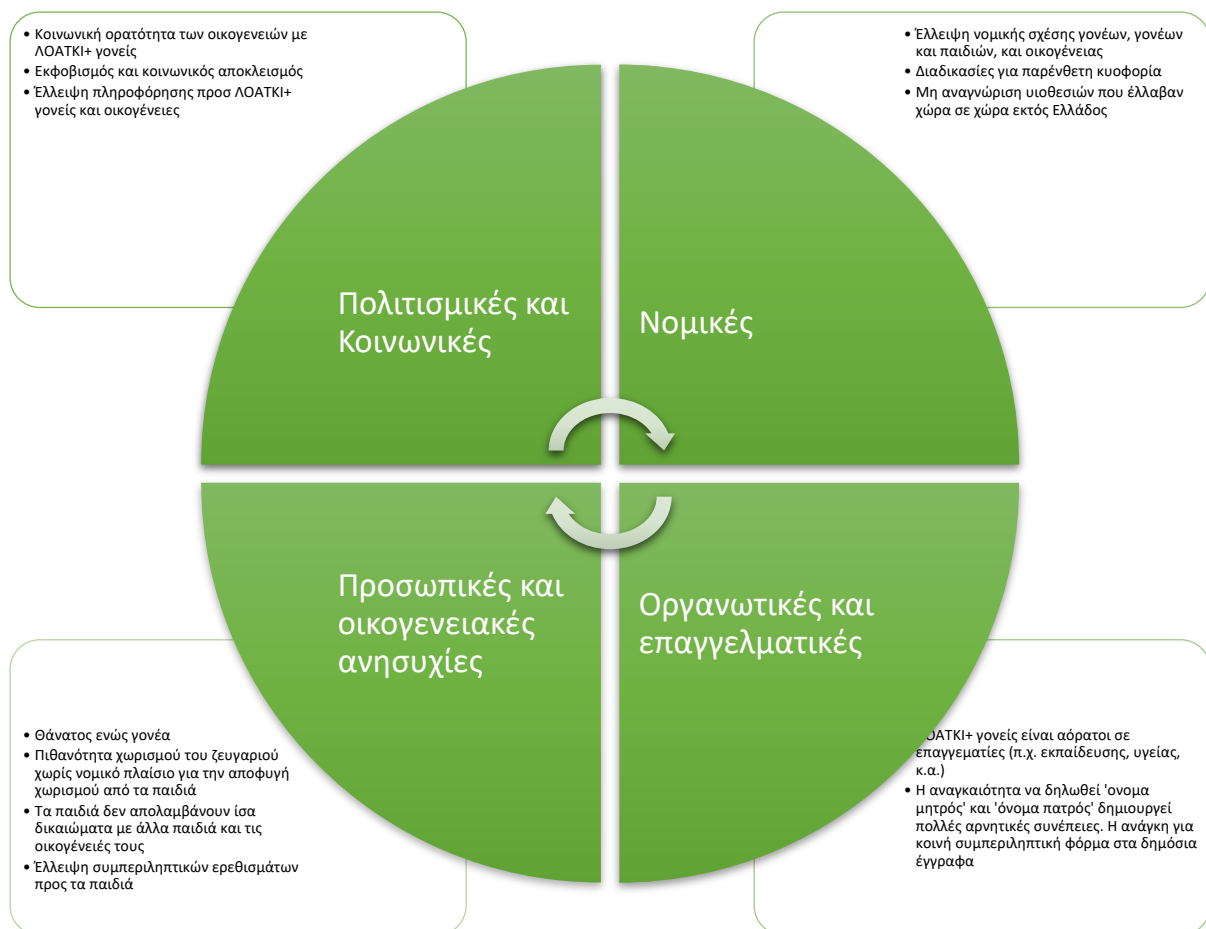 • Κοινωνική ορατότητα των οικογενειών με
ΛΟΑΤΚΙ+ γονείς
• Εκφοβισμός και κοινωνικός αποκλεισμός
• Έλλειψη πληροφόρησης προσ ΛΟΑΤΚΙ+
γονείς και οικογένειες
• Έλλειψη νομικής σχέσης γονέων, γονέων
και παιδιών, και οικογένειας
• Διαδικασίες για παρένθετη κυοφορία
• Μη αναγνώριση υιοθεσιών που έλλαβαν
χώρα σε χώρα εκτός Ελλάδος
Πολιτισμικές και
Κοινωνικές
Νομικές
Προσωπικές και
οικογενειακές
ανησυχίες
Οργανωτικές και
επαγγελματικές
• Θάνατος ενώς γονέα
• Πιθανότητα χωρισμού του ζευγαριού
χωρίς νομικό πλαίσιο για την αποφυγή
χωρισμού από τα παιδιά
• Τα παιδιά δεν απολαμβάνουν ίσα
δικαιώματα με άλλα παιδιά και τις
οικογένειές τους
• Έλλειψη συμπεριληπτικών ερεθισμάτων
προς τα παιδιά
ΟΑΤΚΙ+ γονείς είναι αόρατοι σε
επαγγεματίες (π.χ. εκπαίδευσης, υγείας,
κ.α.)
• Η αναγκαιότητα να δηλωθεί 'ονομα
μητρός' και 'όνομα πατρός' δημιουργεί
πολλές αρνητικές συνέπειες. Η ανάγκη για
κοινή συμπεριληπτική φόρμα στα δημόσια
έγγραφα